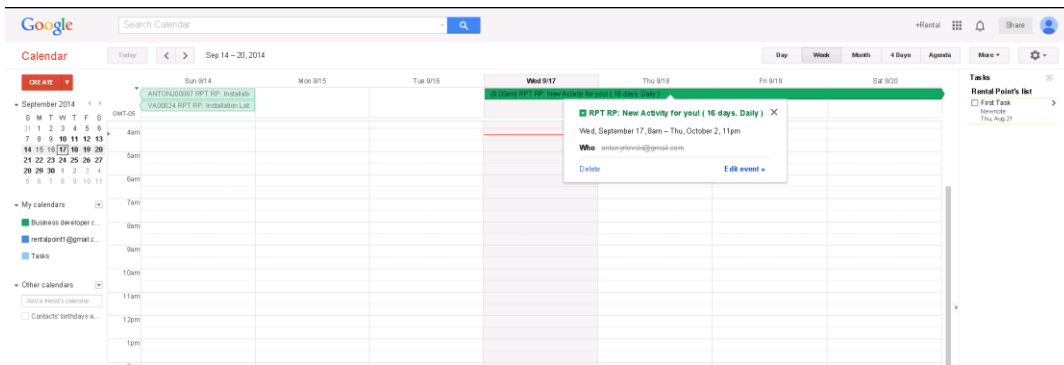 Google
Search Calendar
+Rental
Share
Calendar
Today
Sep 14 – 20, 2014
Day
Week
Month
4 Days
Agenda
More
CREATE
September 2014
S M T W T F S
31 1 2 3 4 5 6
7 8 9 10 11 12 13
14 15 16 17 18 19 20
21 22 23 24 25 26 27
28 29 30 1 2 3 4
5 6 7 8 9 10 11
My calendars
Business developer c...
rentalpoint1@gmail.c...
Tasks
Other calendars
Add a friend's calendar
Contacts' birthdays a...
Sun 9/14
Mon 9/15
Tue 9/16
Wed 9/17
Thu 9/18
Fri 9/19
Sat 9/20
GMT-05
ANTONJ00007 RPT RP: Installati
VA00024 RPT RP: Installation Lab
(8:00am) RPT RP: New Activity for you! ( 16 days. Daily )
4am
5am
6am
7am
8am
9am
10am
11am
12pm
1pm
RPT RP: New Activity for you! ( 16 days. Daily )
Wed, September 17, 8am – Thu, October 2, 11pm
Who antonyrlovski@gmail.com
Delete
Edit event »
Tasks
Rental Point's list
First Task
Newnote
Thu, Aug 21